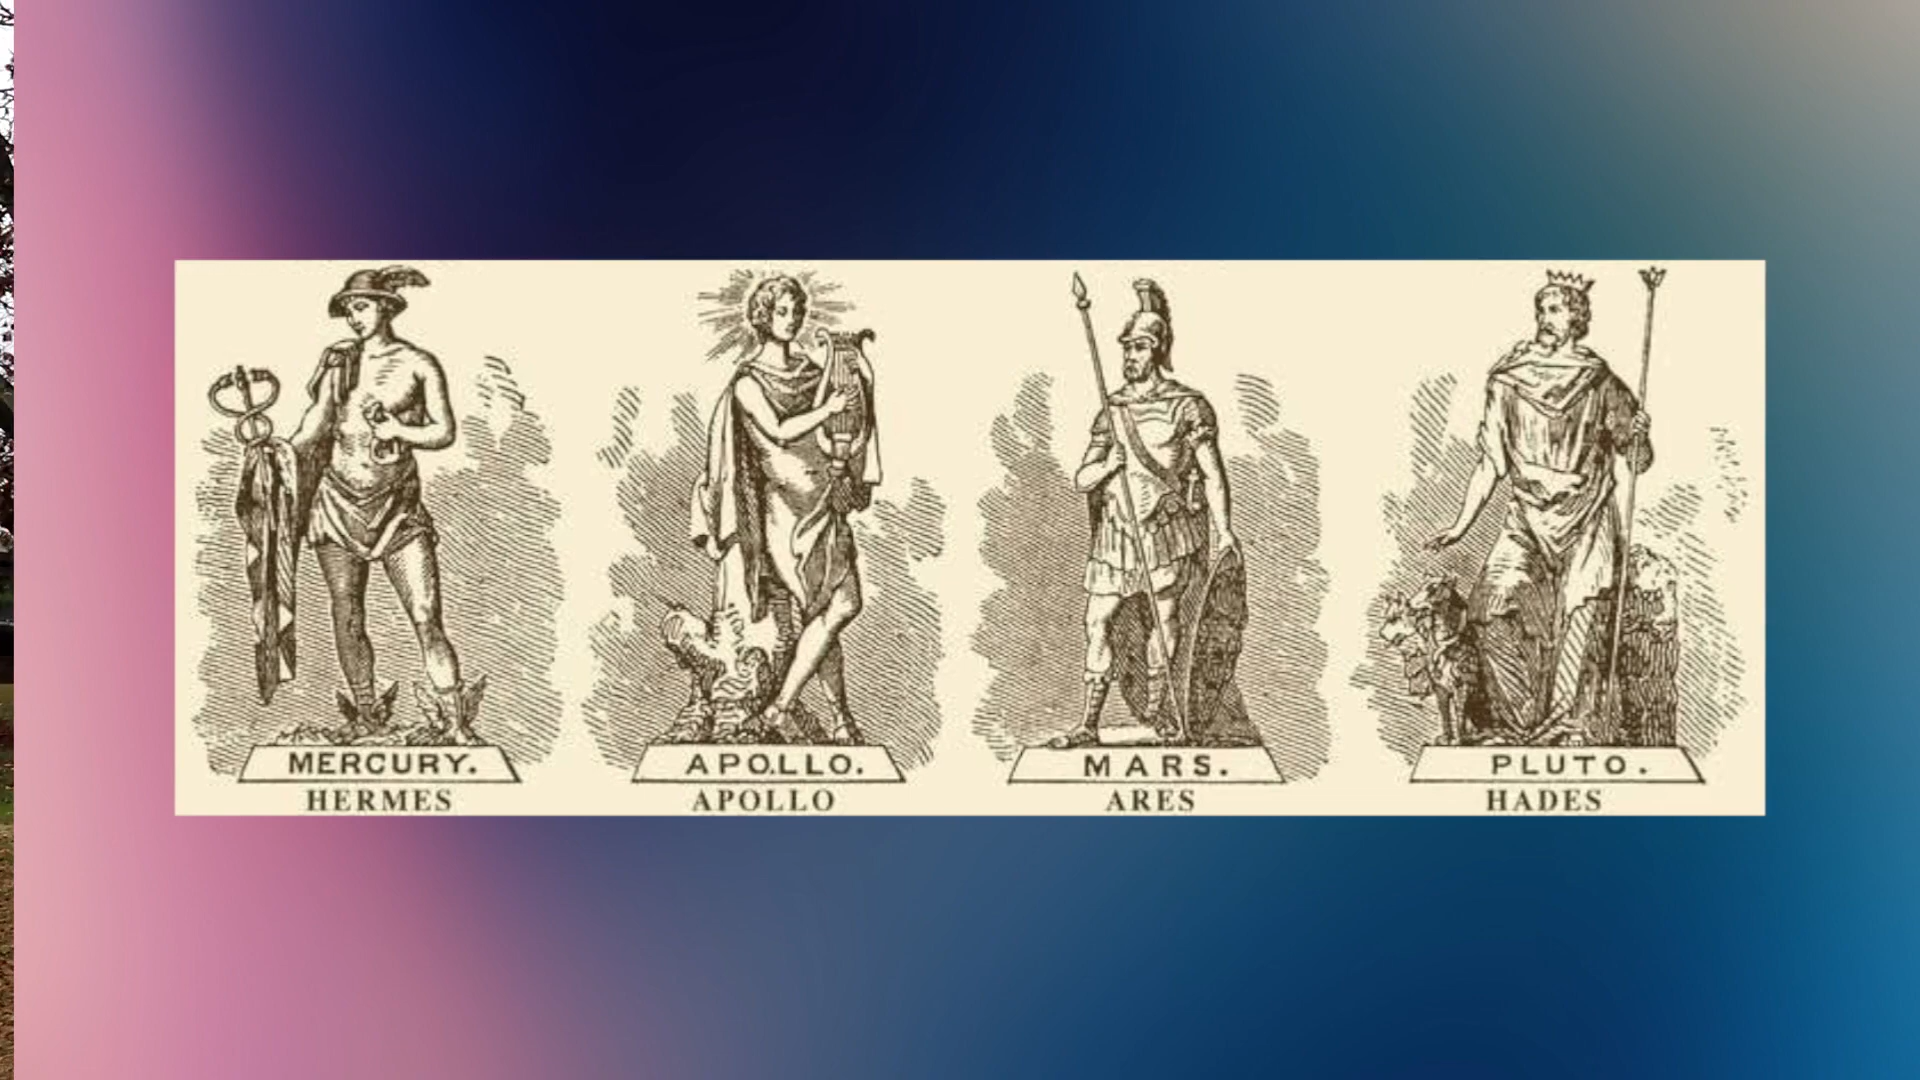 MERCURY.
HERMES
APOLLO.
APOLLO
MARS.
ARES
PLUTO.
HADES